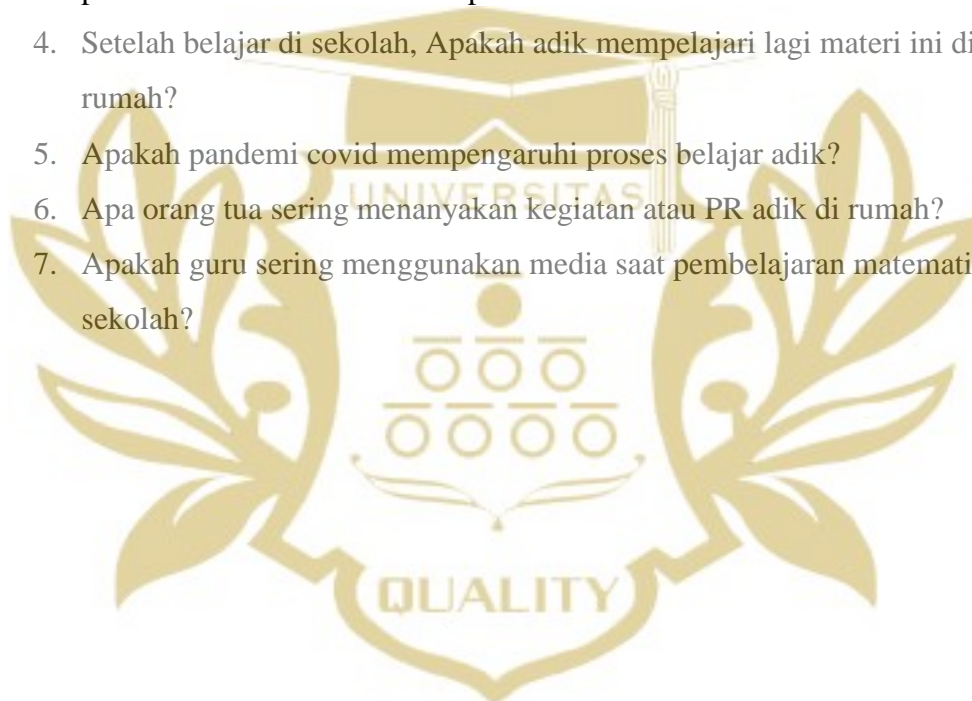 4. Setelah belajar di sekolah, Apakah adik mempelajari lagi materi ini di
rumah?
5. Apakah pandemi covid mempengaruhi proses belajar adik?
UNIVERSITAS
6. Apa orang tua sering menanyakan kegiatan atau PR adik di rumah?
7. Apakah guru sering menggunakan media saat pembelajaran matemati
sekolah?
QUALITY